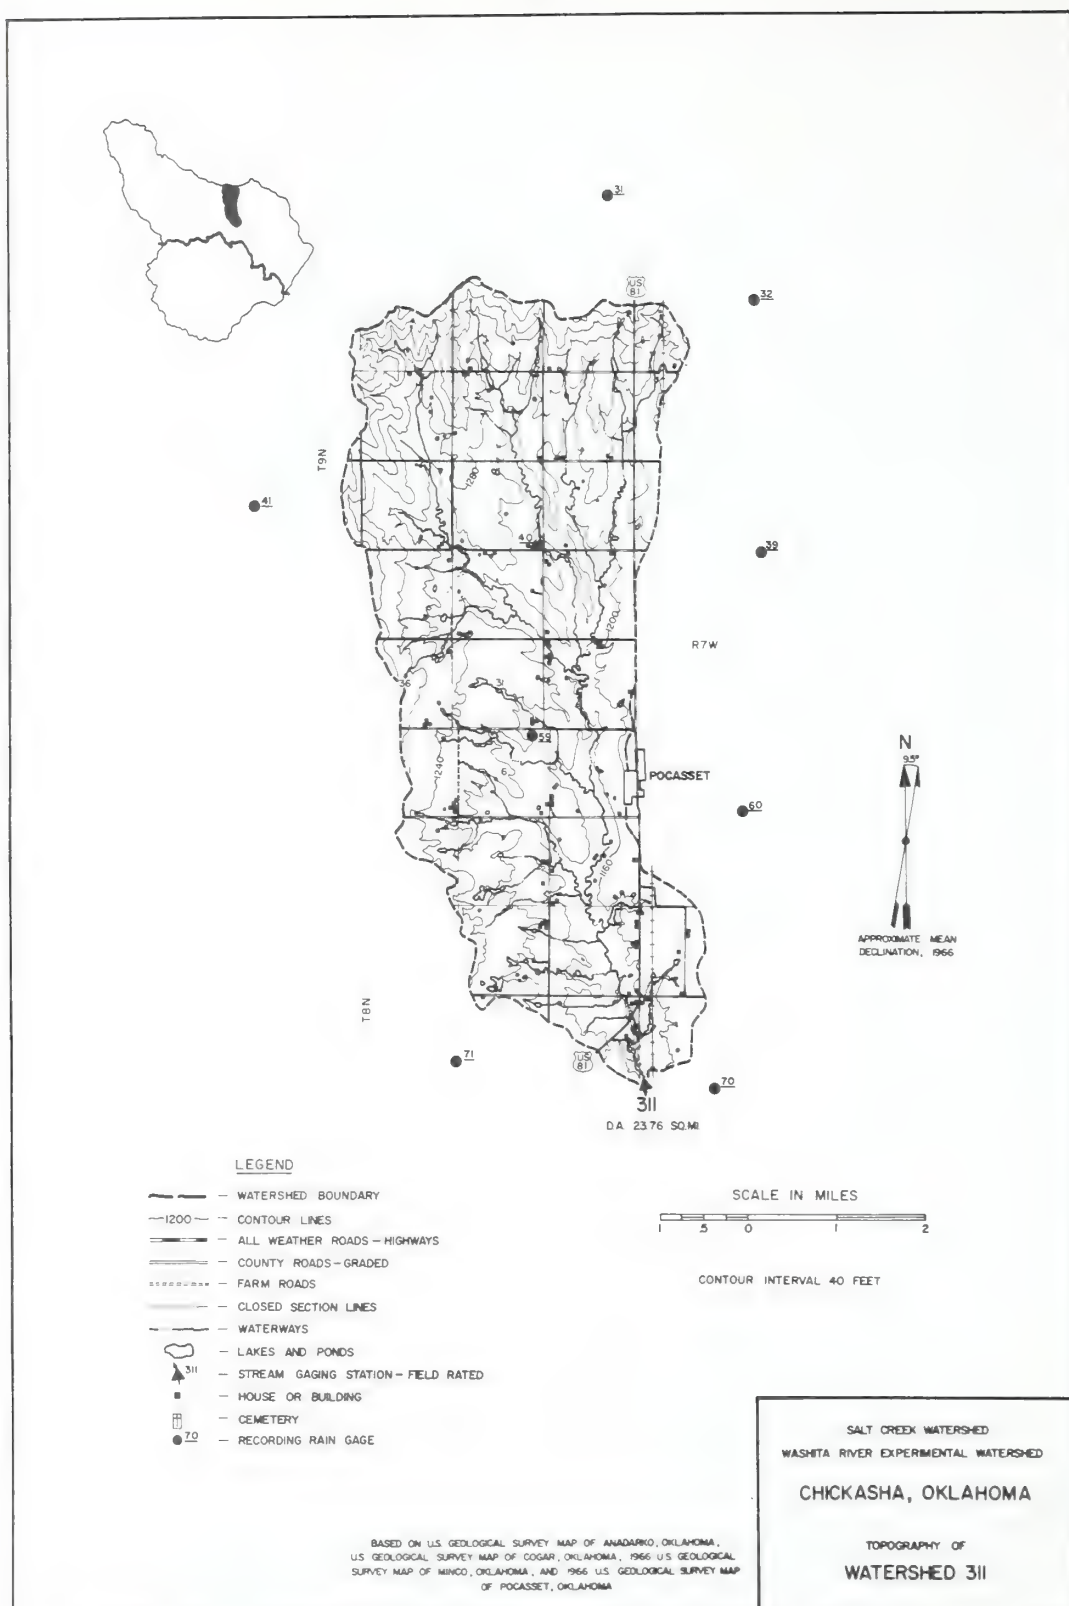 31
US
81
32
T9N
1280
8
41
40
39
1200
R7W
36
31
59
N
9.5°
1240
6
POCASSET
60
1160
APPROXIMATE MEAN
DECLINATION, 1966
T8N
71
US
81
70
311
D.A. 23.76 SQ.MI.
LEGEND
— WATERSHED BOUNDARY
1200 — CONTOUR LINES
— ALL WEATHER ROADS – HIGHWAYS
— COUNTY ROADS – GRADED
— FARM ROADS
— CLOSED SECTION LINES
— WATERWAYS
— LAKES AND PONDS
311 — STREAM GAGING STATION – FIELD RATED
— HOUSE OR BUILDING
— CEMETERY
70 — RECORDING RAIN GAGE
SCALE IN MILES
1 .5 0 1 2
CONTOUR INTERVAL 40 FEET
BASED ON U.S. GEOLOGICAL SURVEY MAP OF ANADARKO, OKLAHOMA,
U.S. GEOLOGICAL SURVEY MAP OF COGAR, OKLAHOMA, 1966 U.S. GEOLOGICAL
SURVEY MAP OF MINCO, OKLAHOMA, AND 1966 U.S. GEOLOGICAL SURVEY MAP
OF POCASSET, OKLAHOMA
SALT CREEK WATERSHED
WASHITA RIVER EXPERIMENTAL WATERSHED
CHICKASHA, OKLAHOMA
TOPOGRAPHY OF
WATERSHED 311